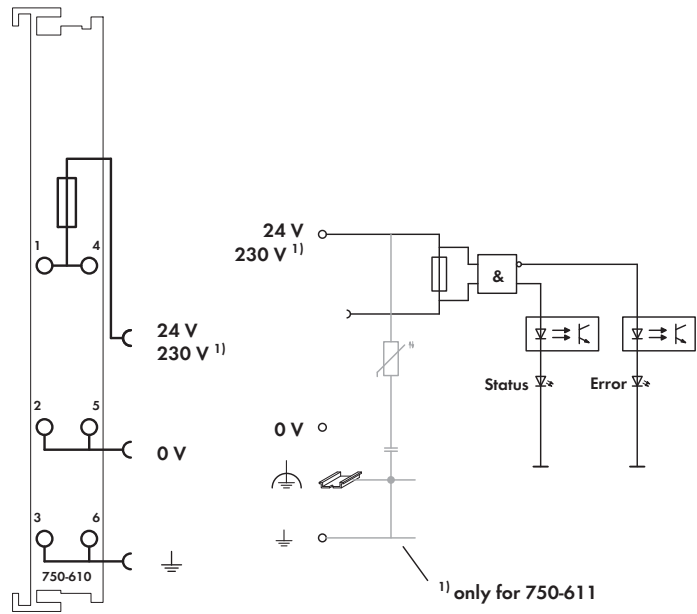 1
4
24 V
230 V 1)
2
5
0 V
3
6
750-610
24 V
230 V 1)
&
Status
Error
0 V
1) only for 750-611